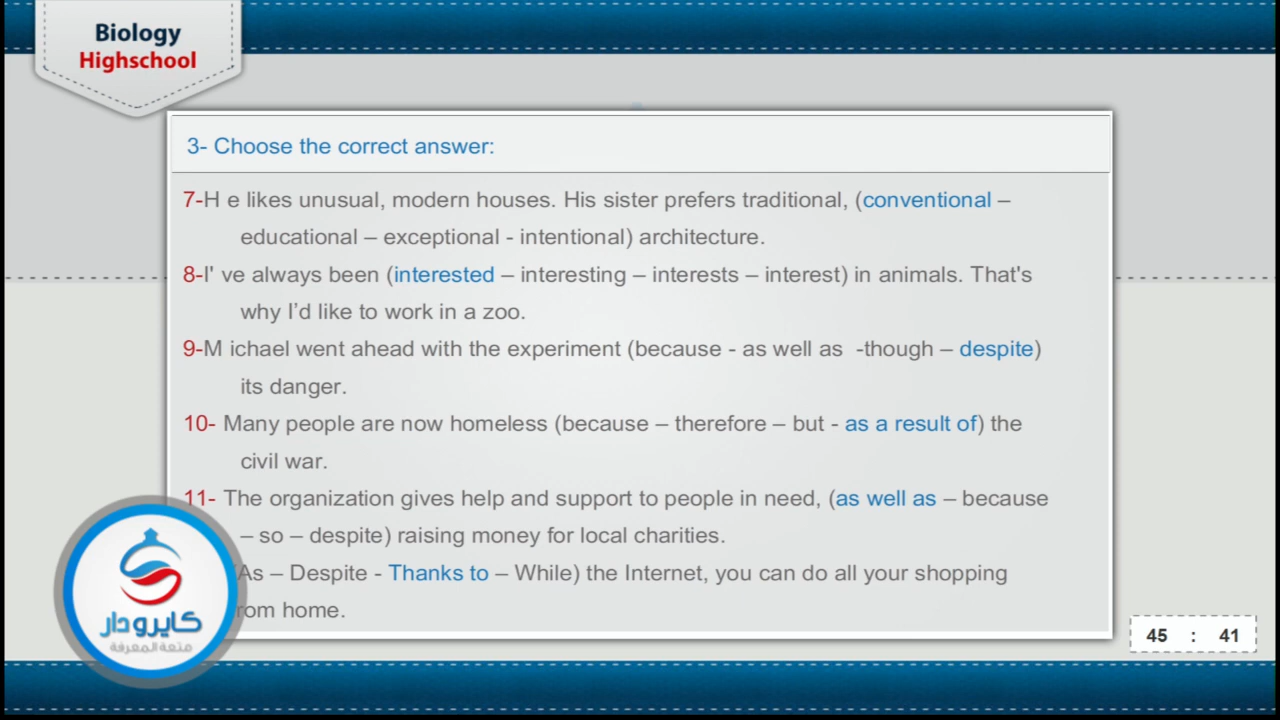 Biology
Highschool
3- Choose the correct answer:
7-H e likes unusual, modern houses. His sister prefers traditional, (conventional –
educational – exceptional - intentional) architecture.
8-I' ve always been (interested – interesting – interests – interest) in animals. That's
why I’d like to work in a zoo.
9-M ichael went ahead with the experiment (because - as well as -though – despite)
its danger.
10- Many people are now homeless (because – therefore – but - as a result of) the
civil war.
11- The organization gives help and support to people in need, (as well as – because
– so – despite) raising money for local charities.
As – Despite - Thanks to – While) the Internet, you can do all your shopping
rom home.
كايرودار
متعة المعرفة
45 : 41